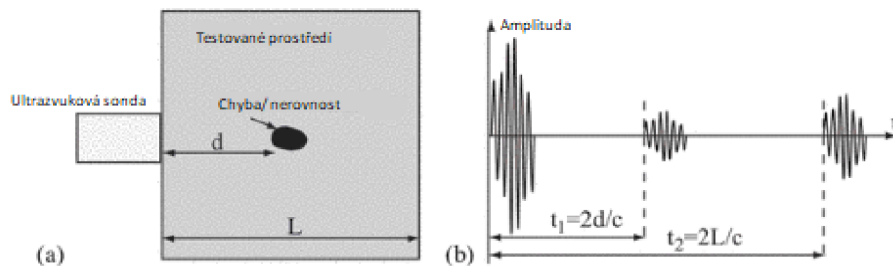 Testované prostředí
Ultrazvuková sonda
Chyba/ nerovnost
d
L
(a)
Amplituda
t
t₁=2d/c
t₂=2L/c
(b)